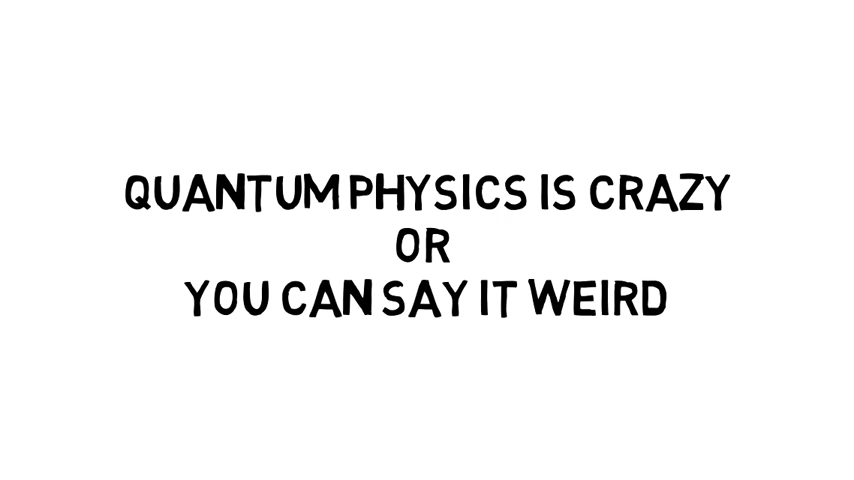 QUANTUM PHYSICS IS CRAZY
OR
YOU CAN SAY IT WEIRD